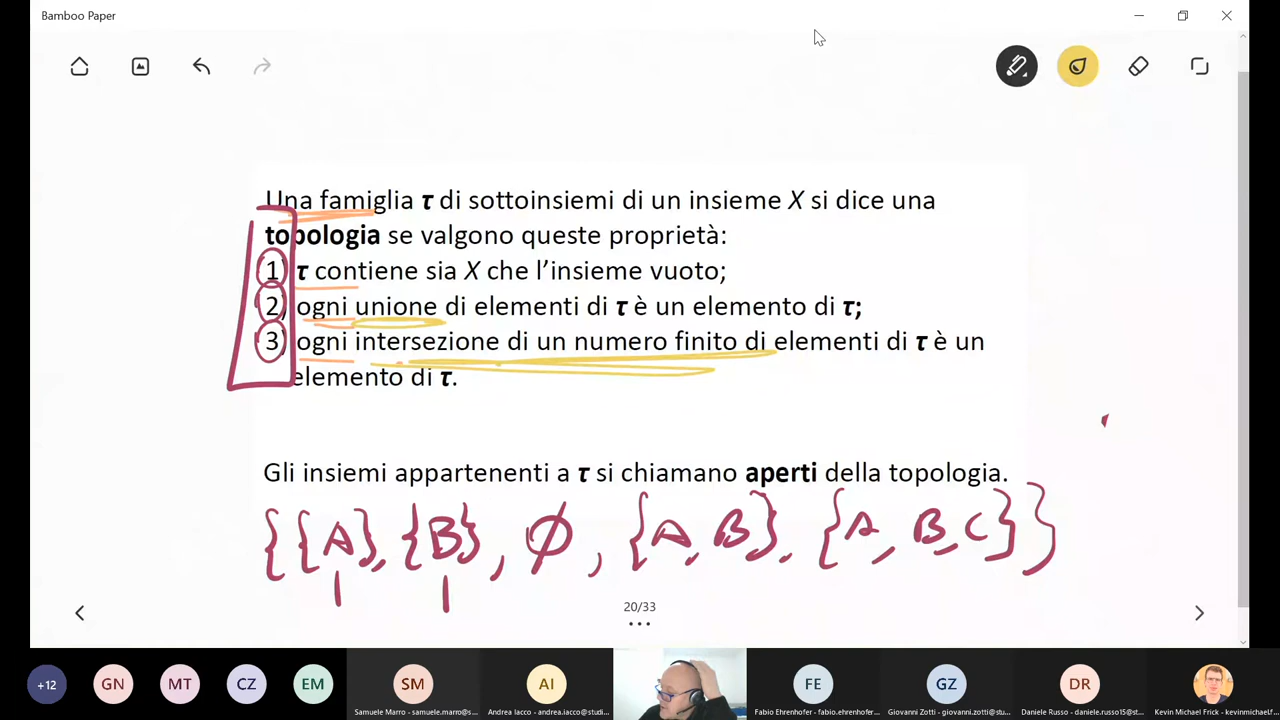 Bamboo Paper
Una famiglia τ di sottoinsiemi di un insieme X si dice una
topologia se valgono queste proprietà:
1) τ contiene sia X che l’insieme vuoto;
2) ogni unione di elementi di τ è un elemento di τ;
3) ogni intersezione di un numero finito di elementi di τ è un
elemento di τ.
Gli insiemi appartenenti a τ si chiamano aperti della topologia.
{{A}, {B}, Ø, {A, B}, {A, B, C}}
20/33
+12 GN MT CZ EM SM AI FE GZ DR
Samuele Marro - samuele.marro@s... Andrea Iacco - andrea.iacco@studi... Fabio Ehrenhofer - fabio.ehrenhofer... Giovanni Zotti - giovanni.zotti@stu... Daniele Russo - daniele.russo15@st... Kevin Michael Frick - kevinmichael.f...